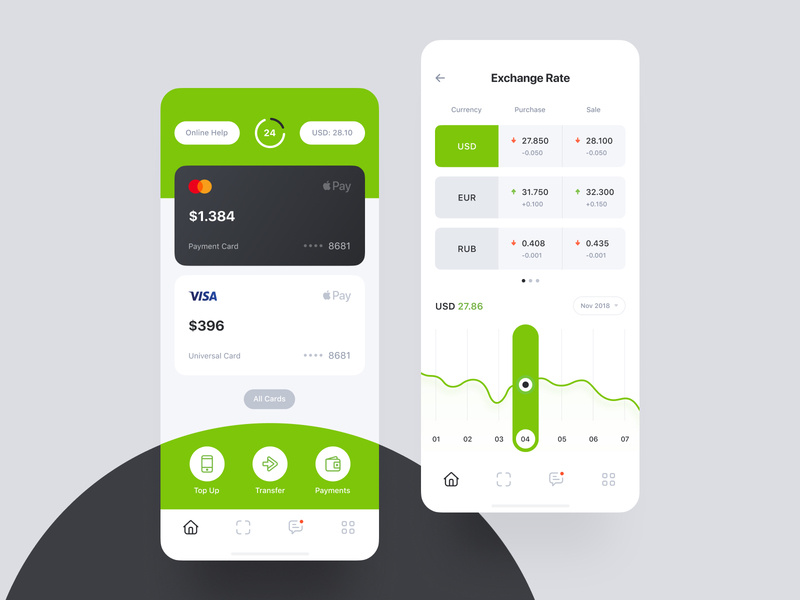 Online Help
24
USD: 28.10
Pay
$1.384
Payment Card
•••• 8681
VISA
Pay
$396
Universal Card
•••• 8681
All Cards
Top Up
Transfer
Payments
Exchange Rate
Currency Purchase Sale
USD 27.850 28.100
-0.050 -0.050
EUR 31.750 32.300
+0.100 +0.150
RUB 0.408 0.435
-0.001 -0.001
USD 27.86
Nov 2018
01 02 03 04 05 06 07